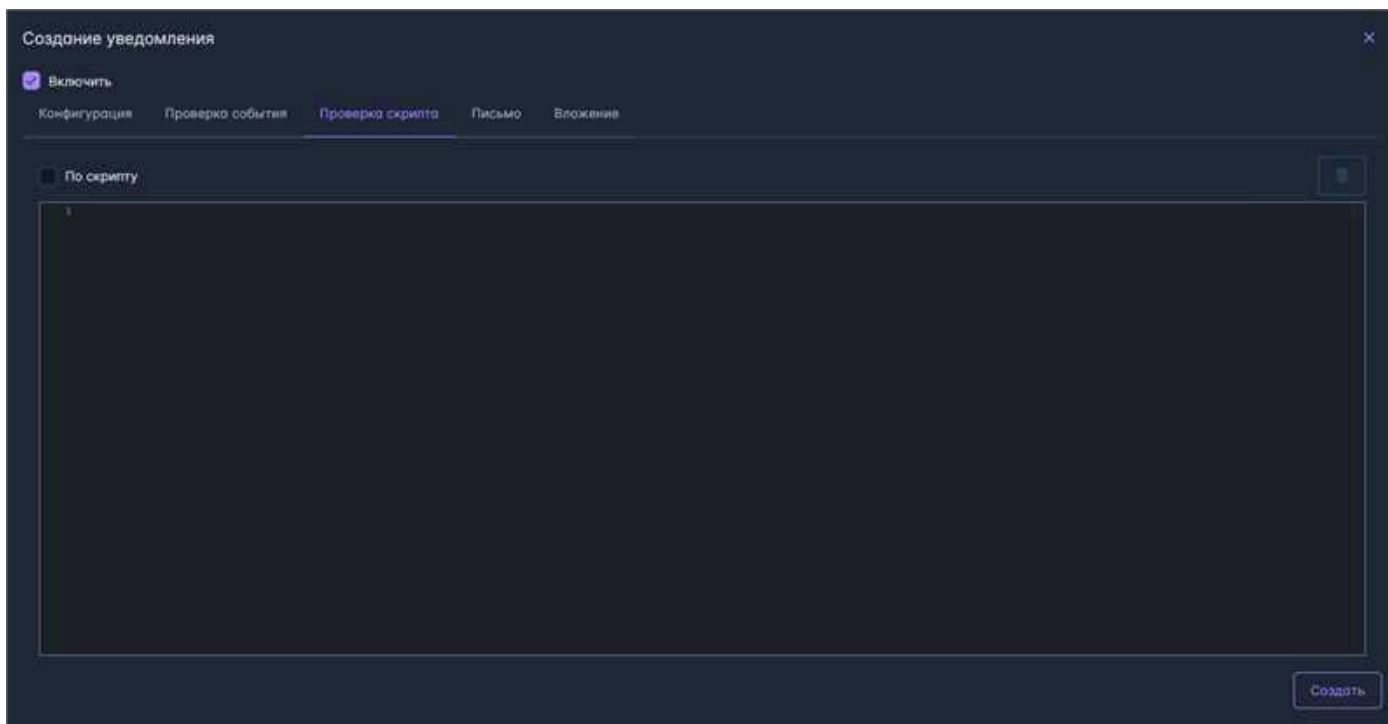 Создание уведомления
Включить
Конфигурация Проверка события Проверка скрипта Письмо Вложение
По скрипту
1
Создать